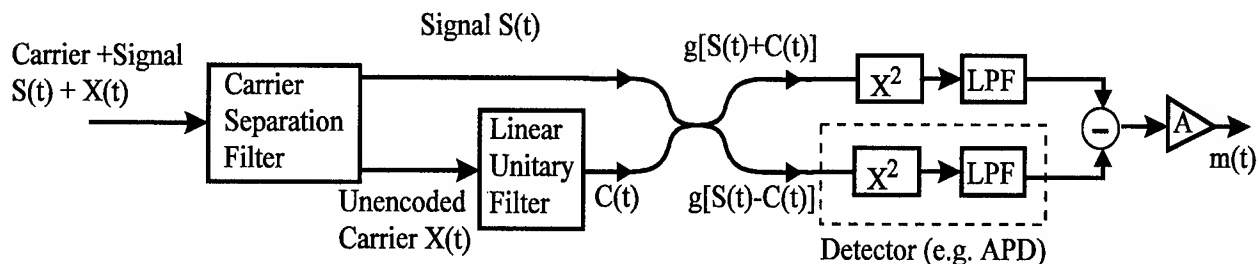 Carrier +Signal
S(t) + X(t)
Carrier
Separation
Filter
Signal S(t)
Unencoded
Carrier X(t)
Linear
Unitary
Filter
C(t)
g[S(t)+C(t)]
g[S(t)-C(t)]
X²
LPF
X²
LPF
Detector (e.g. APD)
-
A
m(t)